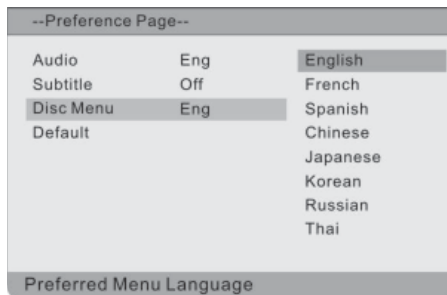 --Preference Page--
Audio Eng English
Subtitle Off French
Disc Menu Eng Spanish
Default Chinese
Japanese
Korean
Russian
Thai
Preferred Menu Language